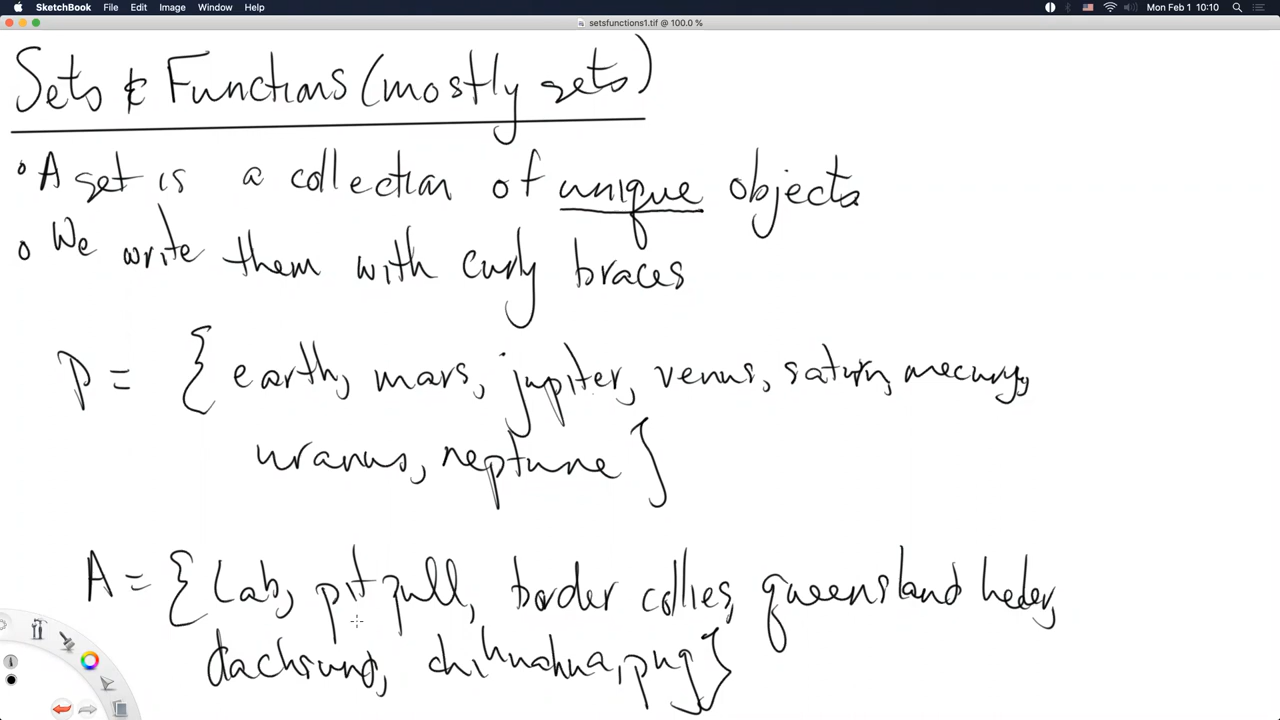 SketchBook File Edit Image Window Help Mon Feb 1 10:10
setsfunctions1.tif @ 100.0 %
Sets & Functions (mostly sets)
• A set is a collection of unique objects
• We write them with curly braces
P = { earth, mars, jupiter, venus, saturn, mecury,
uranus, neptune }
A = { Lab, pit pull, border collies, queensland heeler,
dachsund, chihuahua, pug }